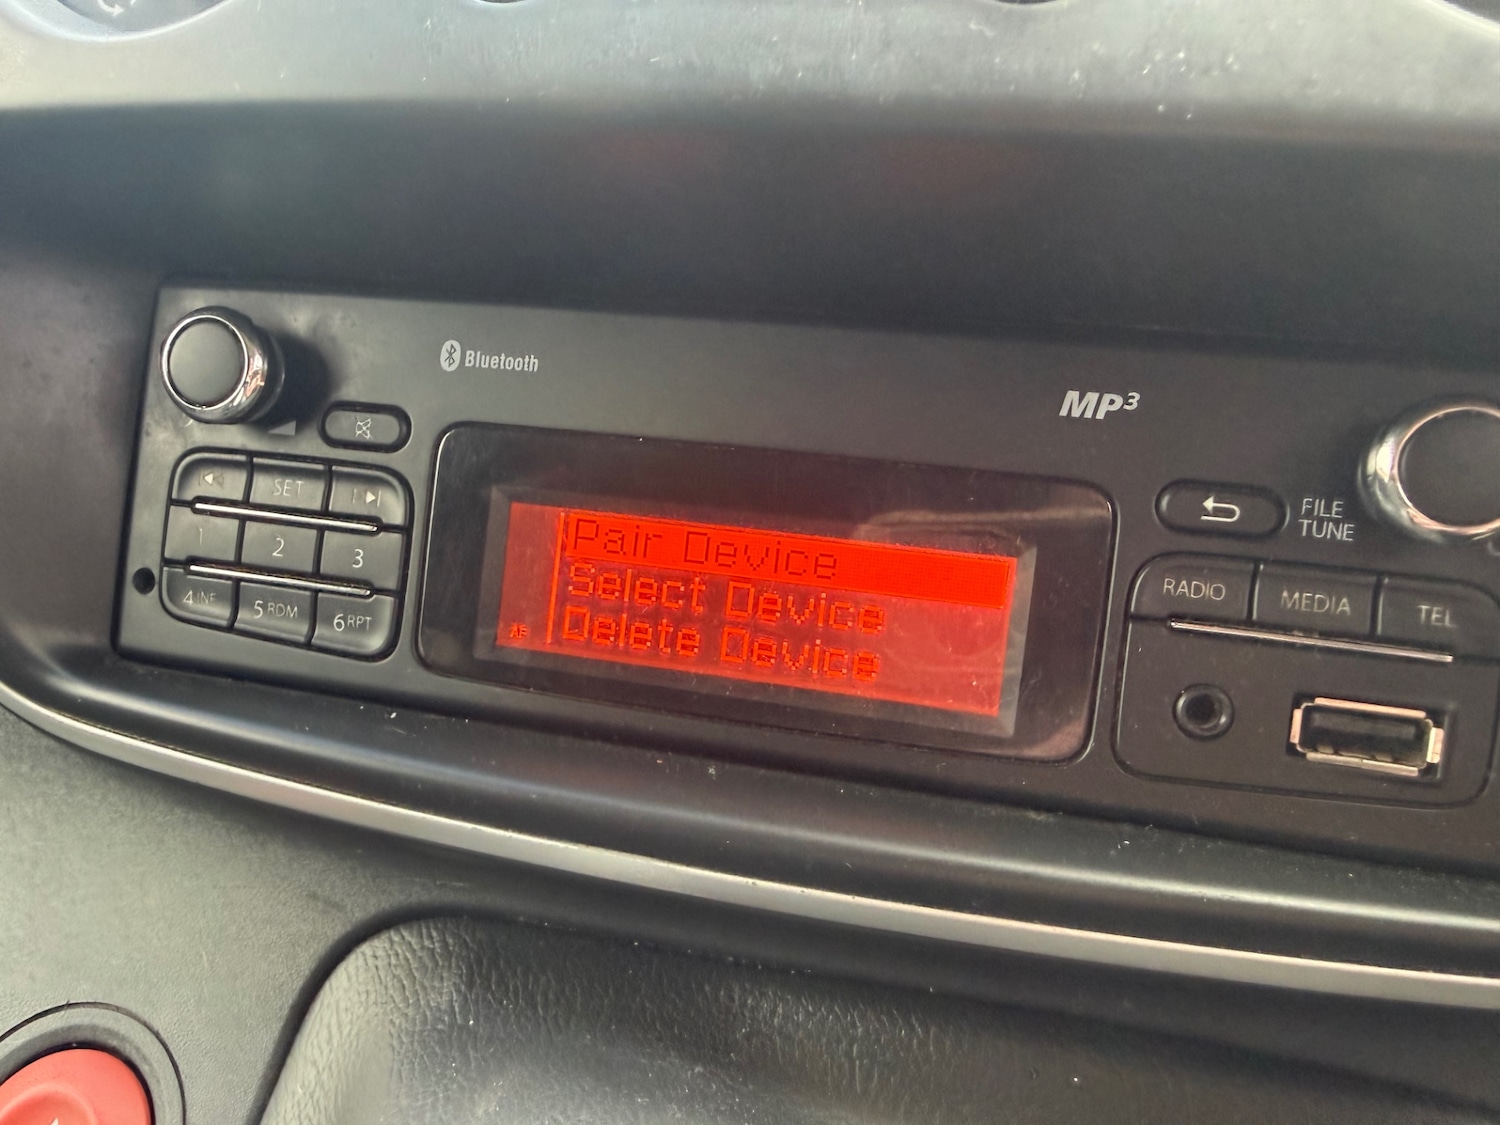 Bluetooth
MP3
SET
1
2
3
4 INF
5 RDM
6 RPT
Pair Device
Select Device
Delete Device
AF
FILE
TUNE
RADIO
MEDIA
TEL